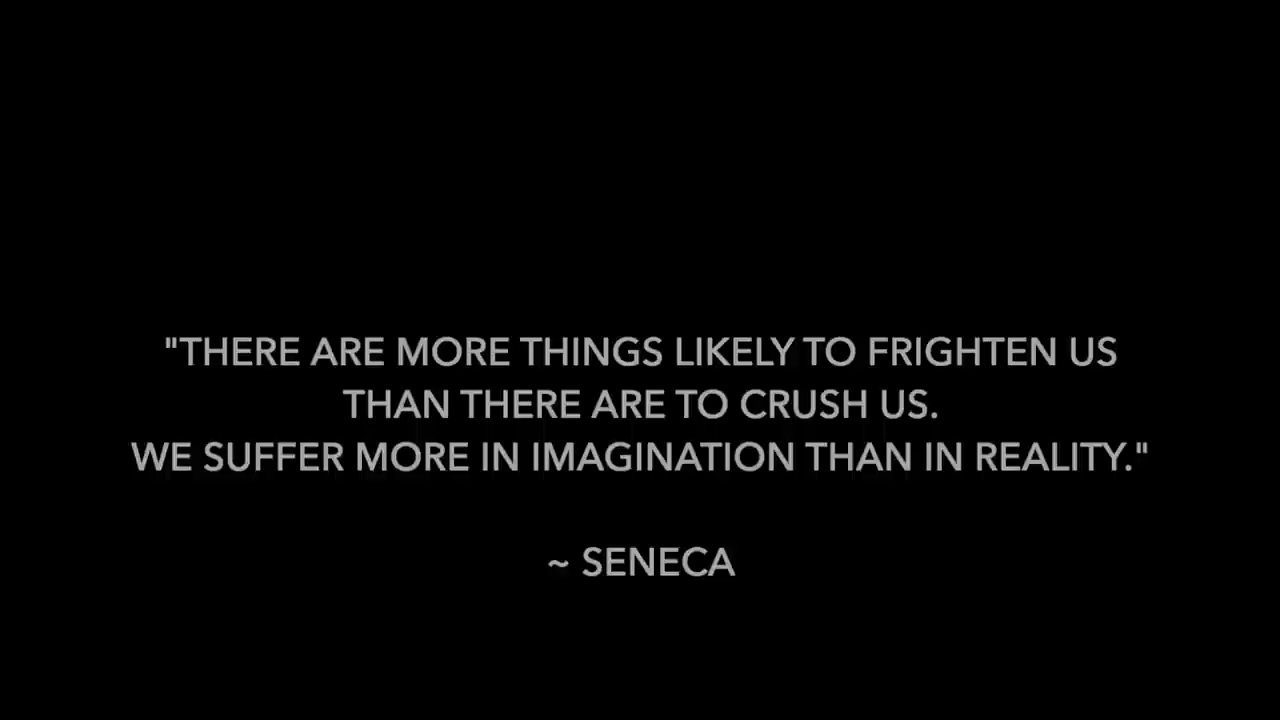 "THERE ARE MORE THINGS LIKELY TO FRIGHTEN US
THAN THERE ARE TO CRUSH US.
WE SUFFER MORE IN IMAGINATION THAN IN REALITY."
~ SENECA